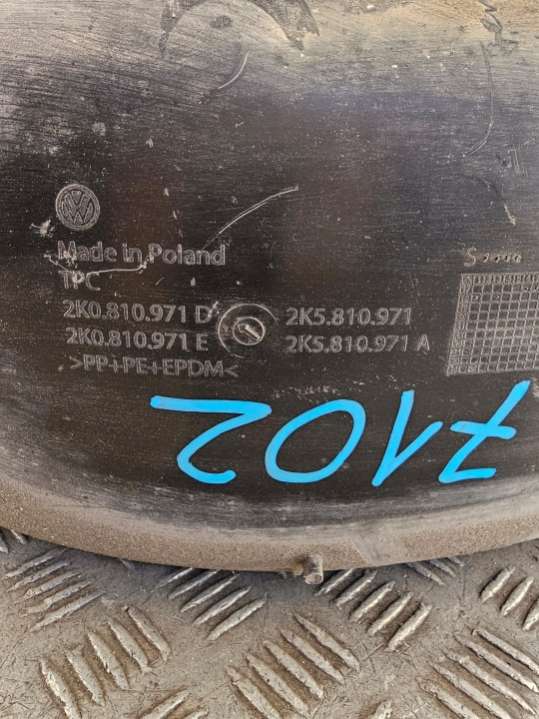 Made in Poland
TPC
2K0.810.971 D 2K5.810.971
2K0.810.971 E 2K5.810.971 A
>PP+PE+EPDM<
7102